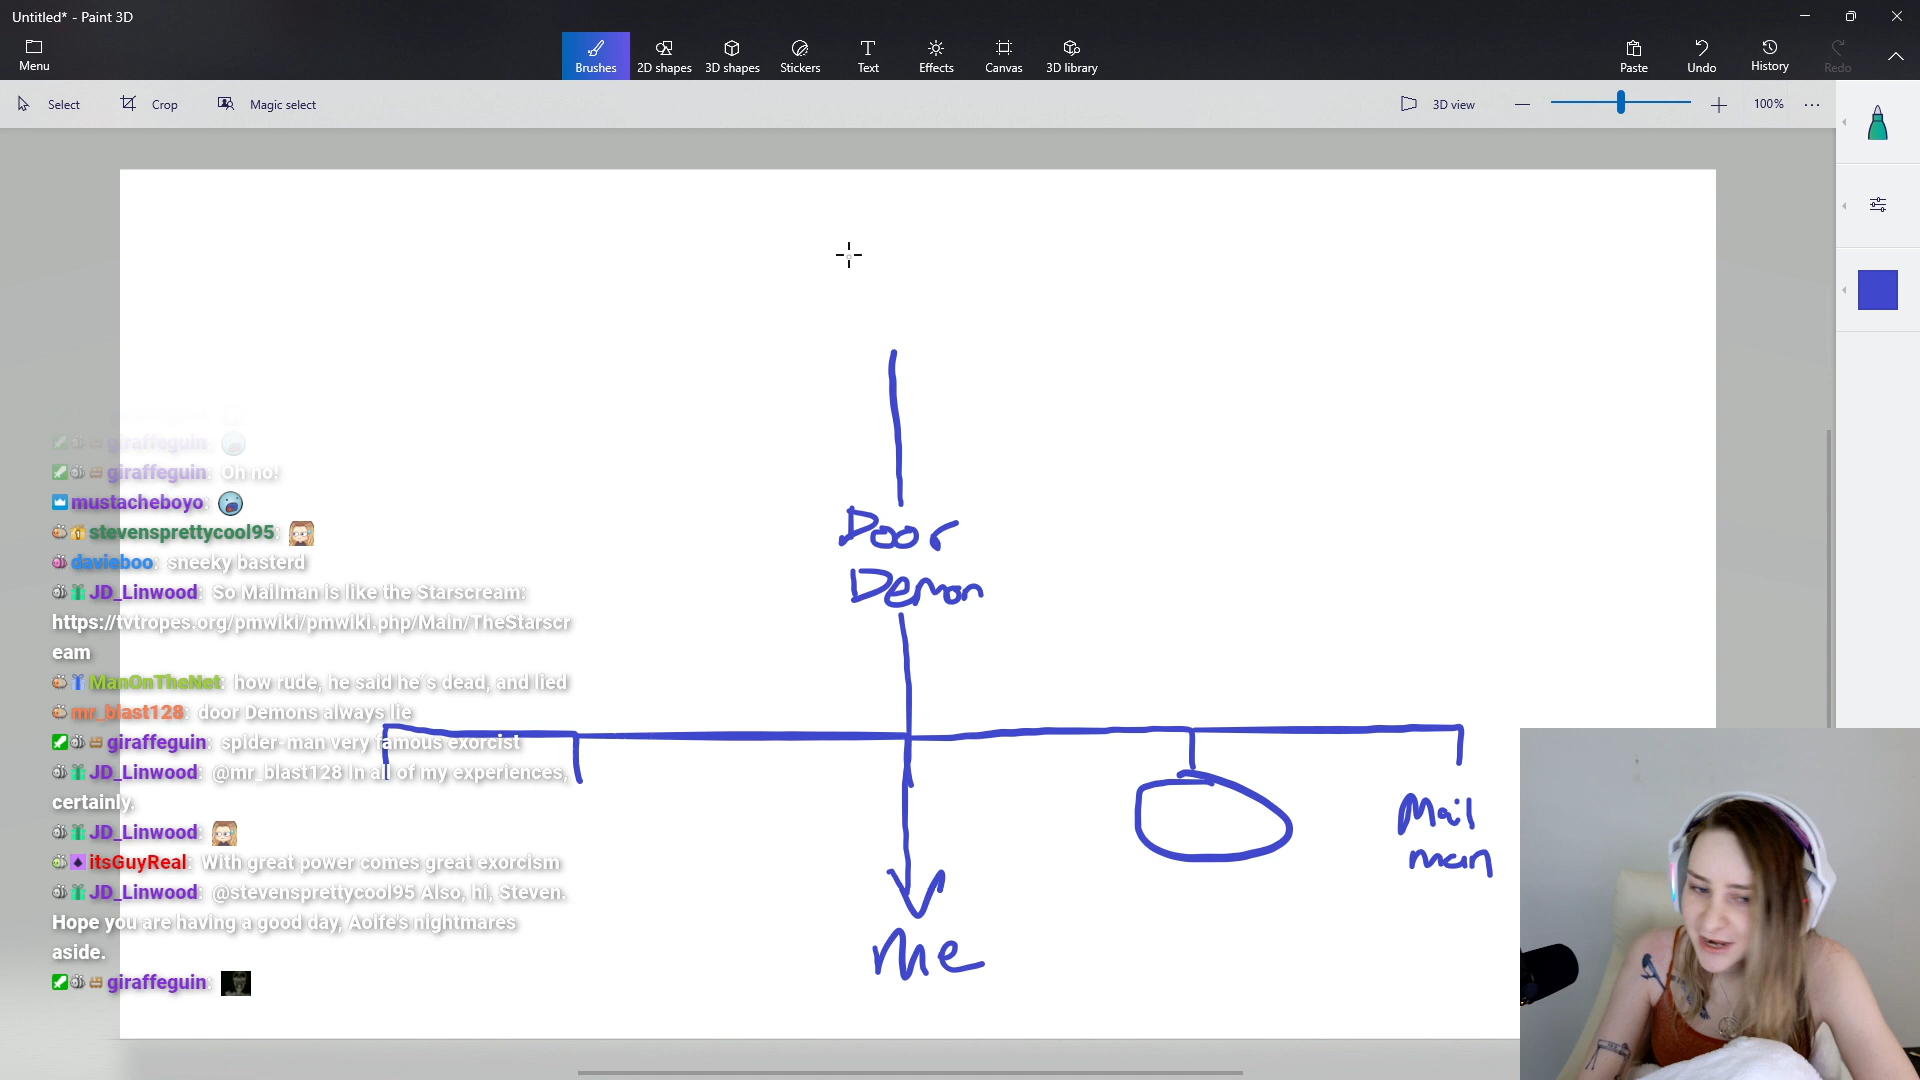 Untitled* - Paint 3D
Menu
Brushes
2D shapes
3D shapes
Stickers
Text
Effects
Canvas
3D library
Paste
Undo
History
Redo
Select
Crop
Magic select
3D view
100%
giraffeguin:
giraffeguin: Oh no!
mustacheboyo:
stevensprettycool95:
davieboo: sneeky basterd
JD_Linwood: So Mailman is like the Starscream:
https://tvtropes.org/pmwiki/pmwiki.php/Main/TheStarscr
eam
ManOnTheNet: how rude, he said he's dead, and lied
mr_blast128: door Demons always lie
giraffeguin: spider-man very famous exorcist
JD_Linwood: @mr_blast128 In all of my experiences,
certainly.
JD_Linwood:
itsGuyReal: With great power comes great exorcism
JD_Linwood: @stevensprettycool95 Also, hi, Steven.
Hope you are having a good day, Aoife's nightmares
aside.
giraffeguin:
Door
Demon
Mail
man
Me